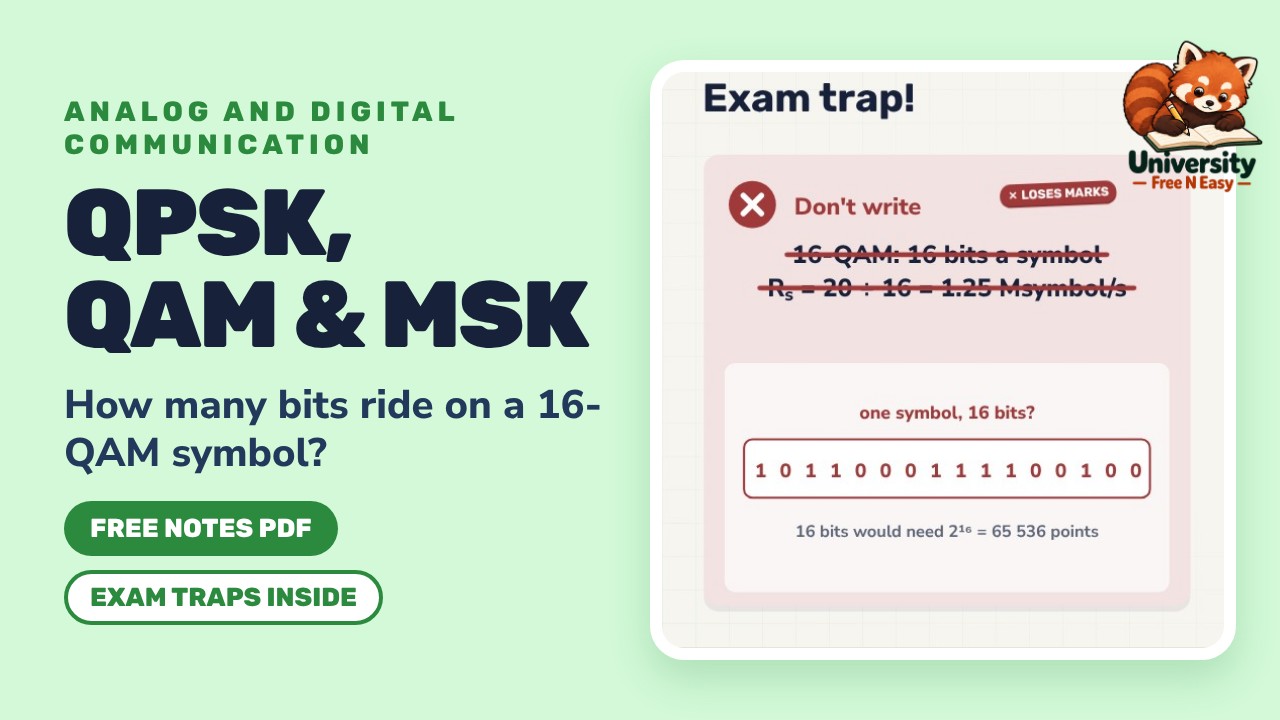 ANALOG AND DIGITAL
COMMUNICATION
QPSK,
QAM & MSK
How many bits ride on a 16-
QAM symbol?
FREE NOTES PDF
EXAM TRAPS INSIDE
Exam trap!
Don't write
× LOSES MARKS
16-QAM: 16 bits a symbol
Rₛ = 20 ÷ 16 = 1.25 Msymbol/s
one symbol, 16 bits?
1 0 1 1 0 0 0 1 1 1 1 0 0 1 0 0
16 bits would need 2¹⁶ = 65 536 points
University
Free N Easy